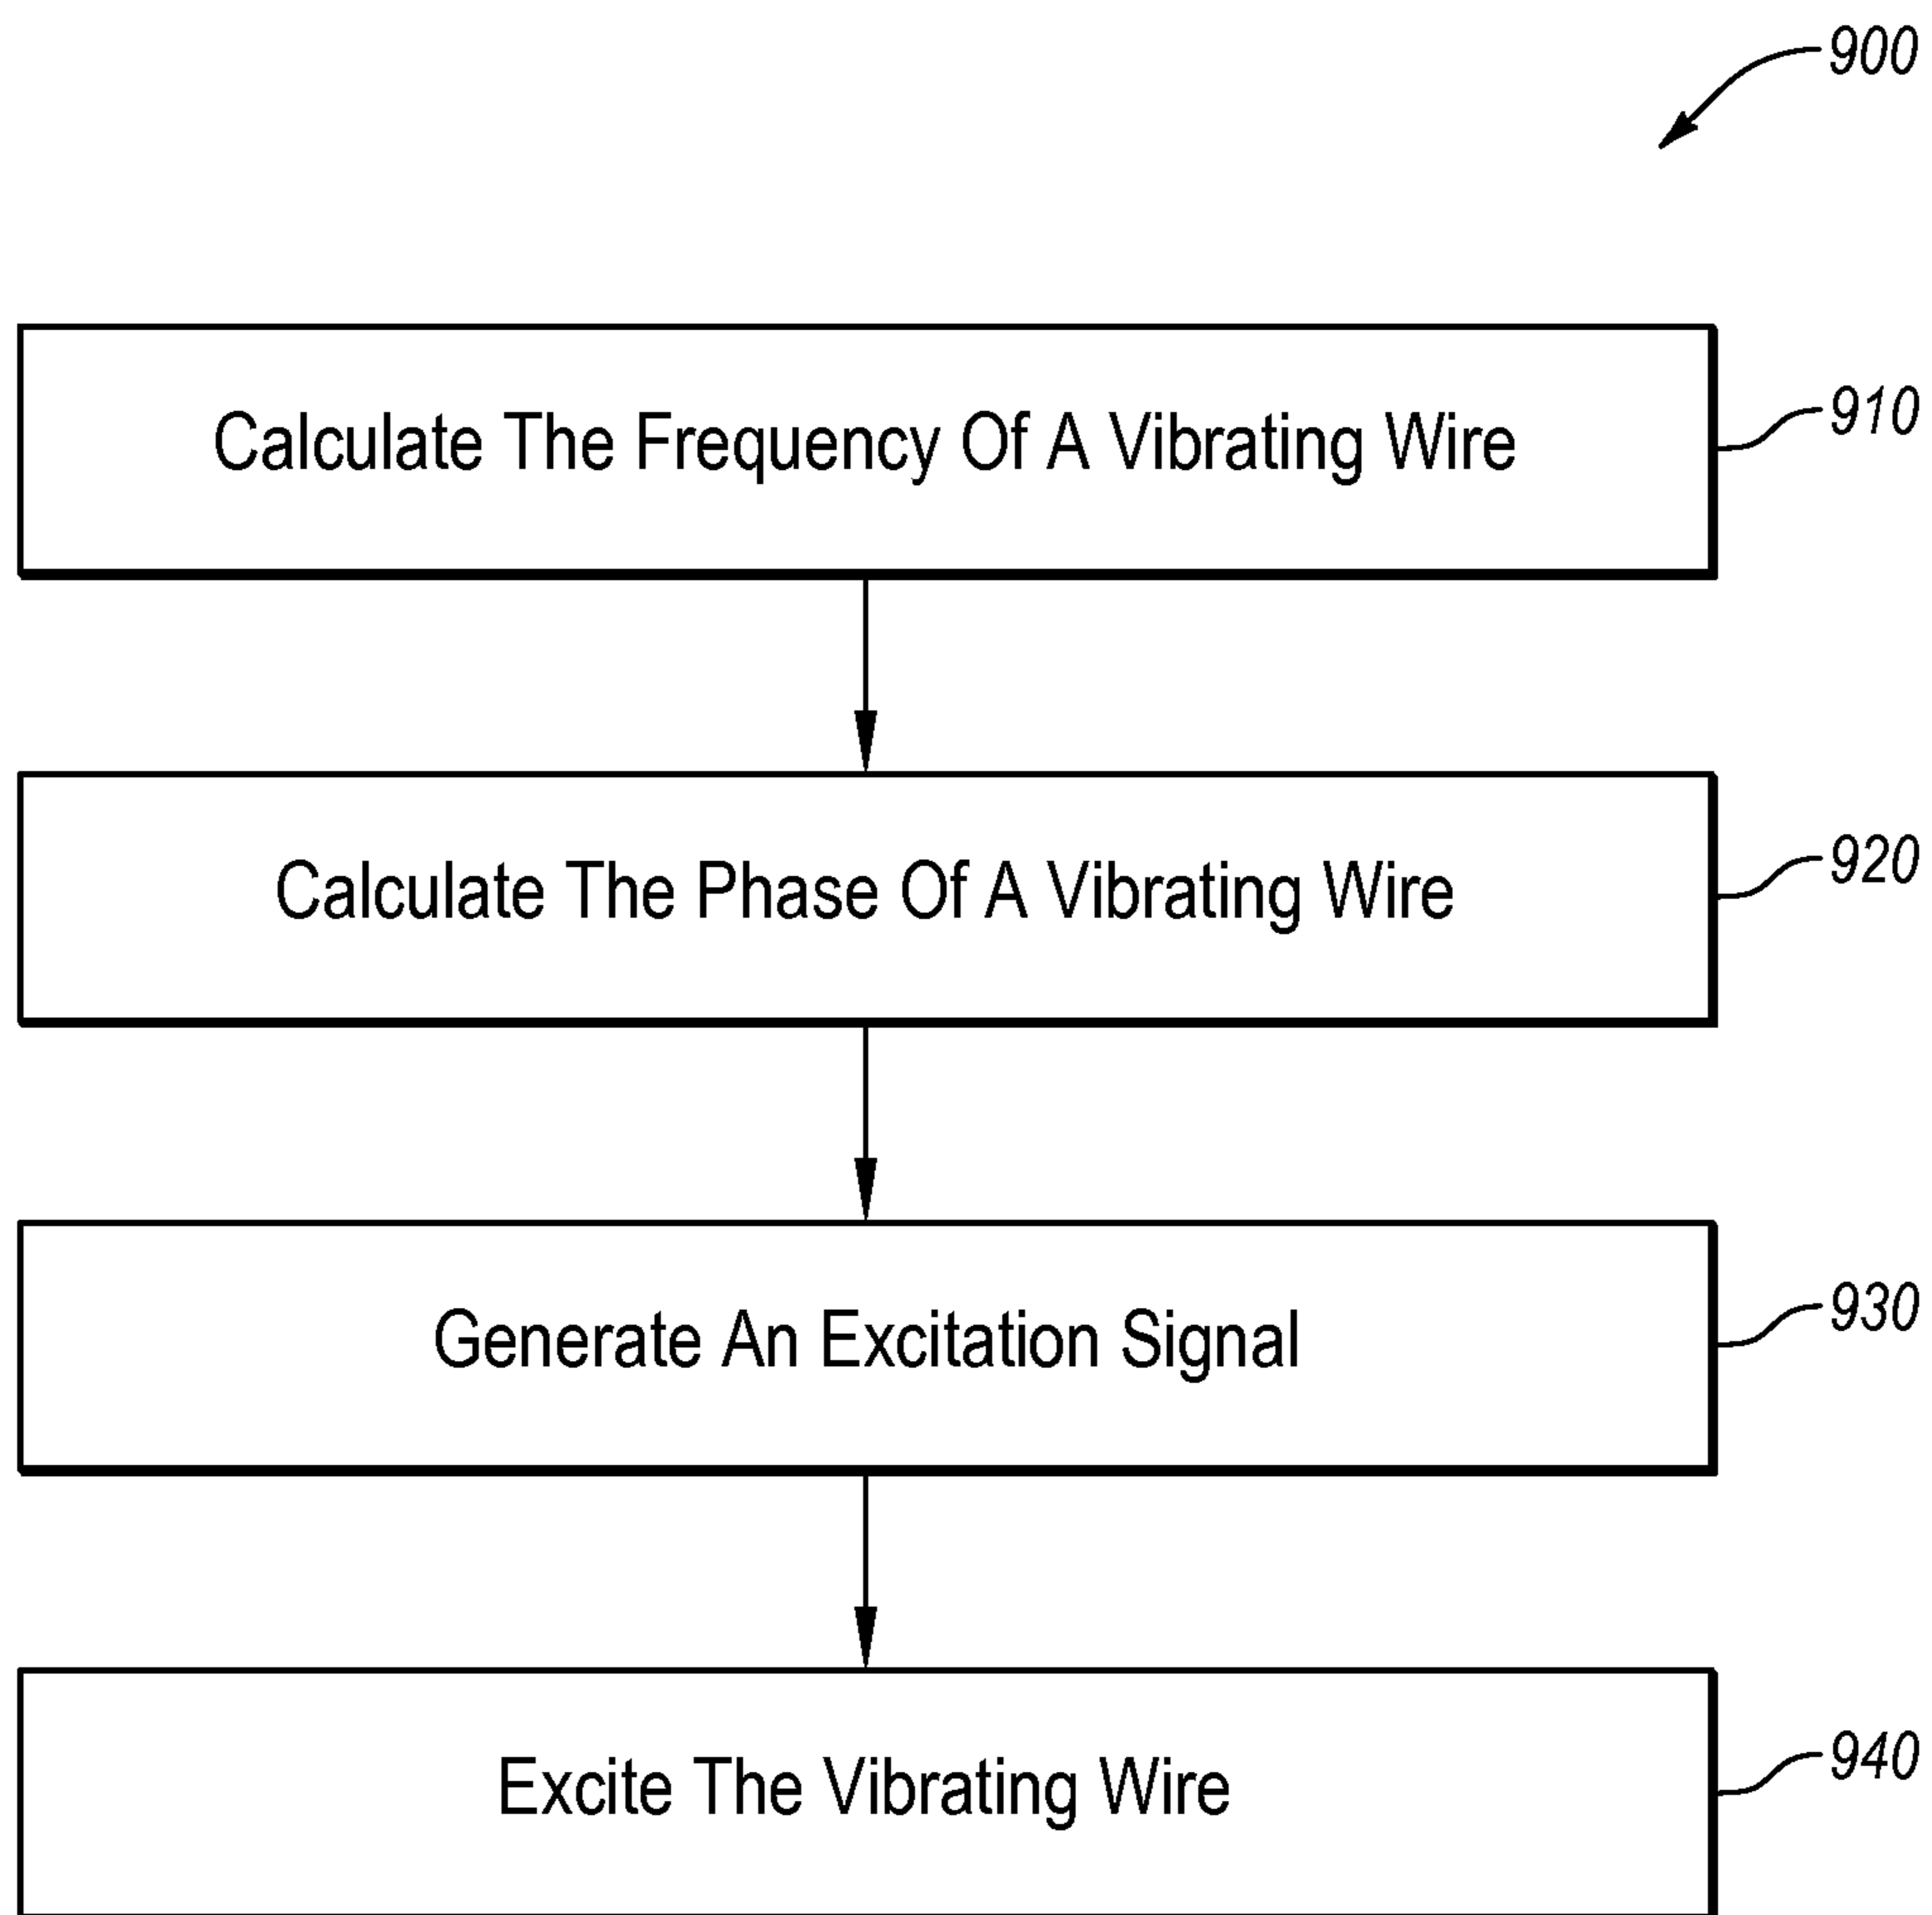 900
Calculate The Frequency Of A Vibrating Wire
910
Calculate The Phase Of A Vibrating Wire
920
Generate An Excitation Signal
930
Excite The Vibrating Wire
940